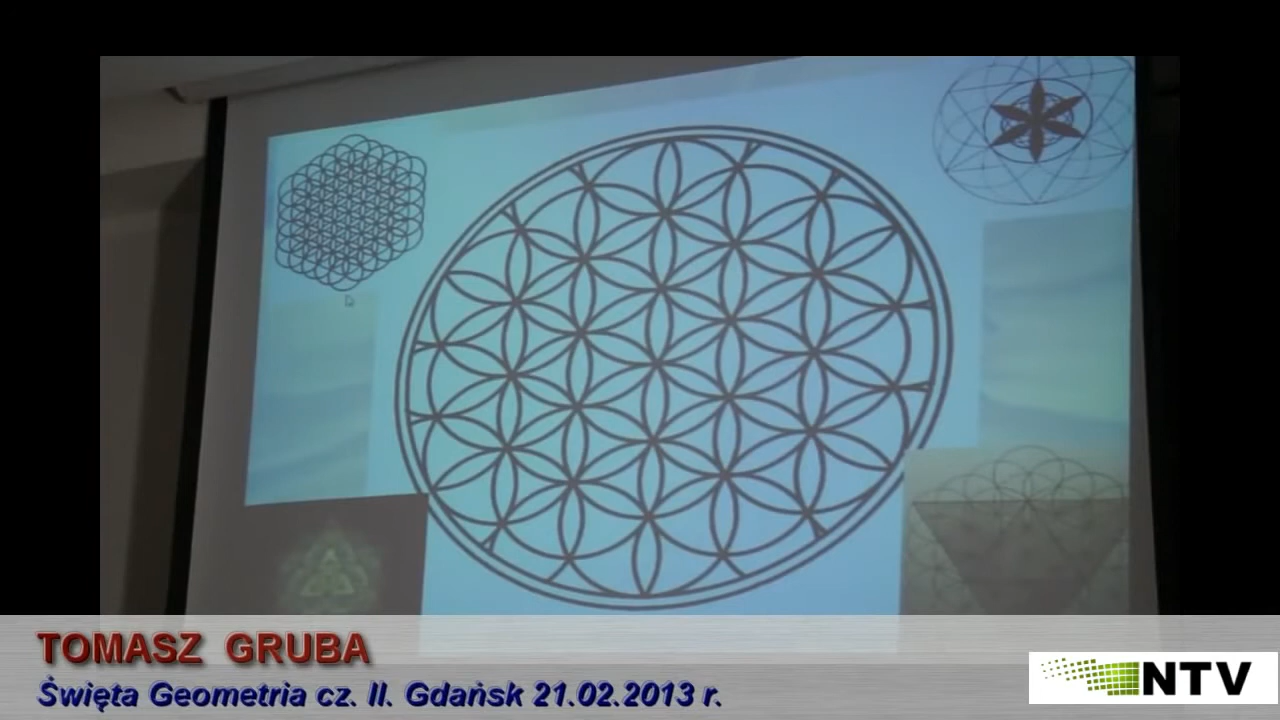 TOMASZ GRUBA
Święta Geometria cz. II. Gdańsk 21.02.2013 r.
NTV